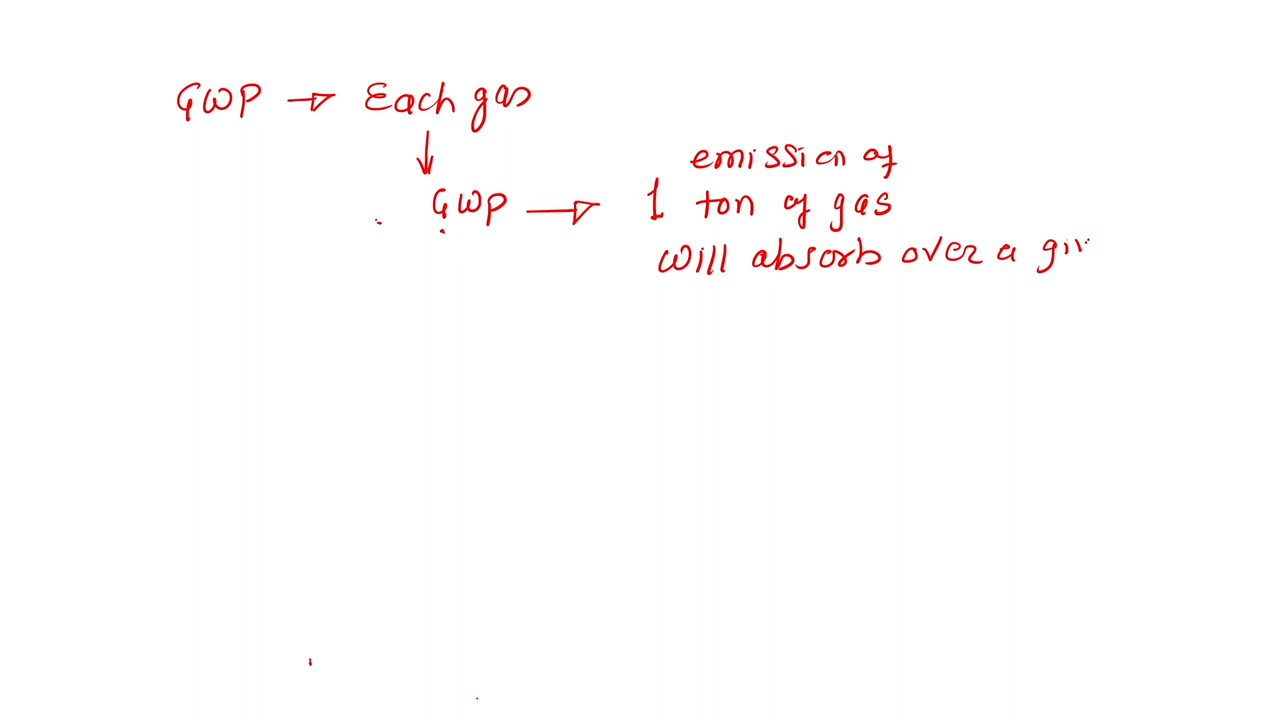 GWP → Each gas
↓
emission of
GWP → 1 ton of gas
will absorb over a